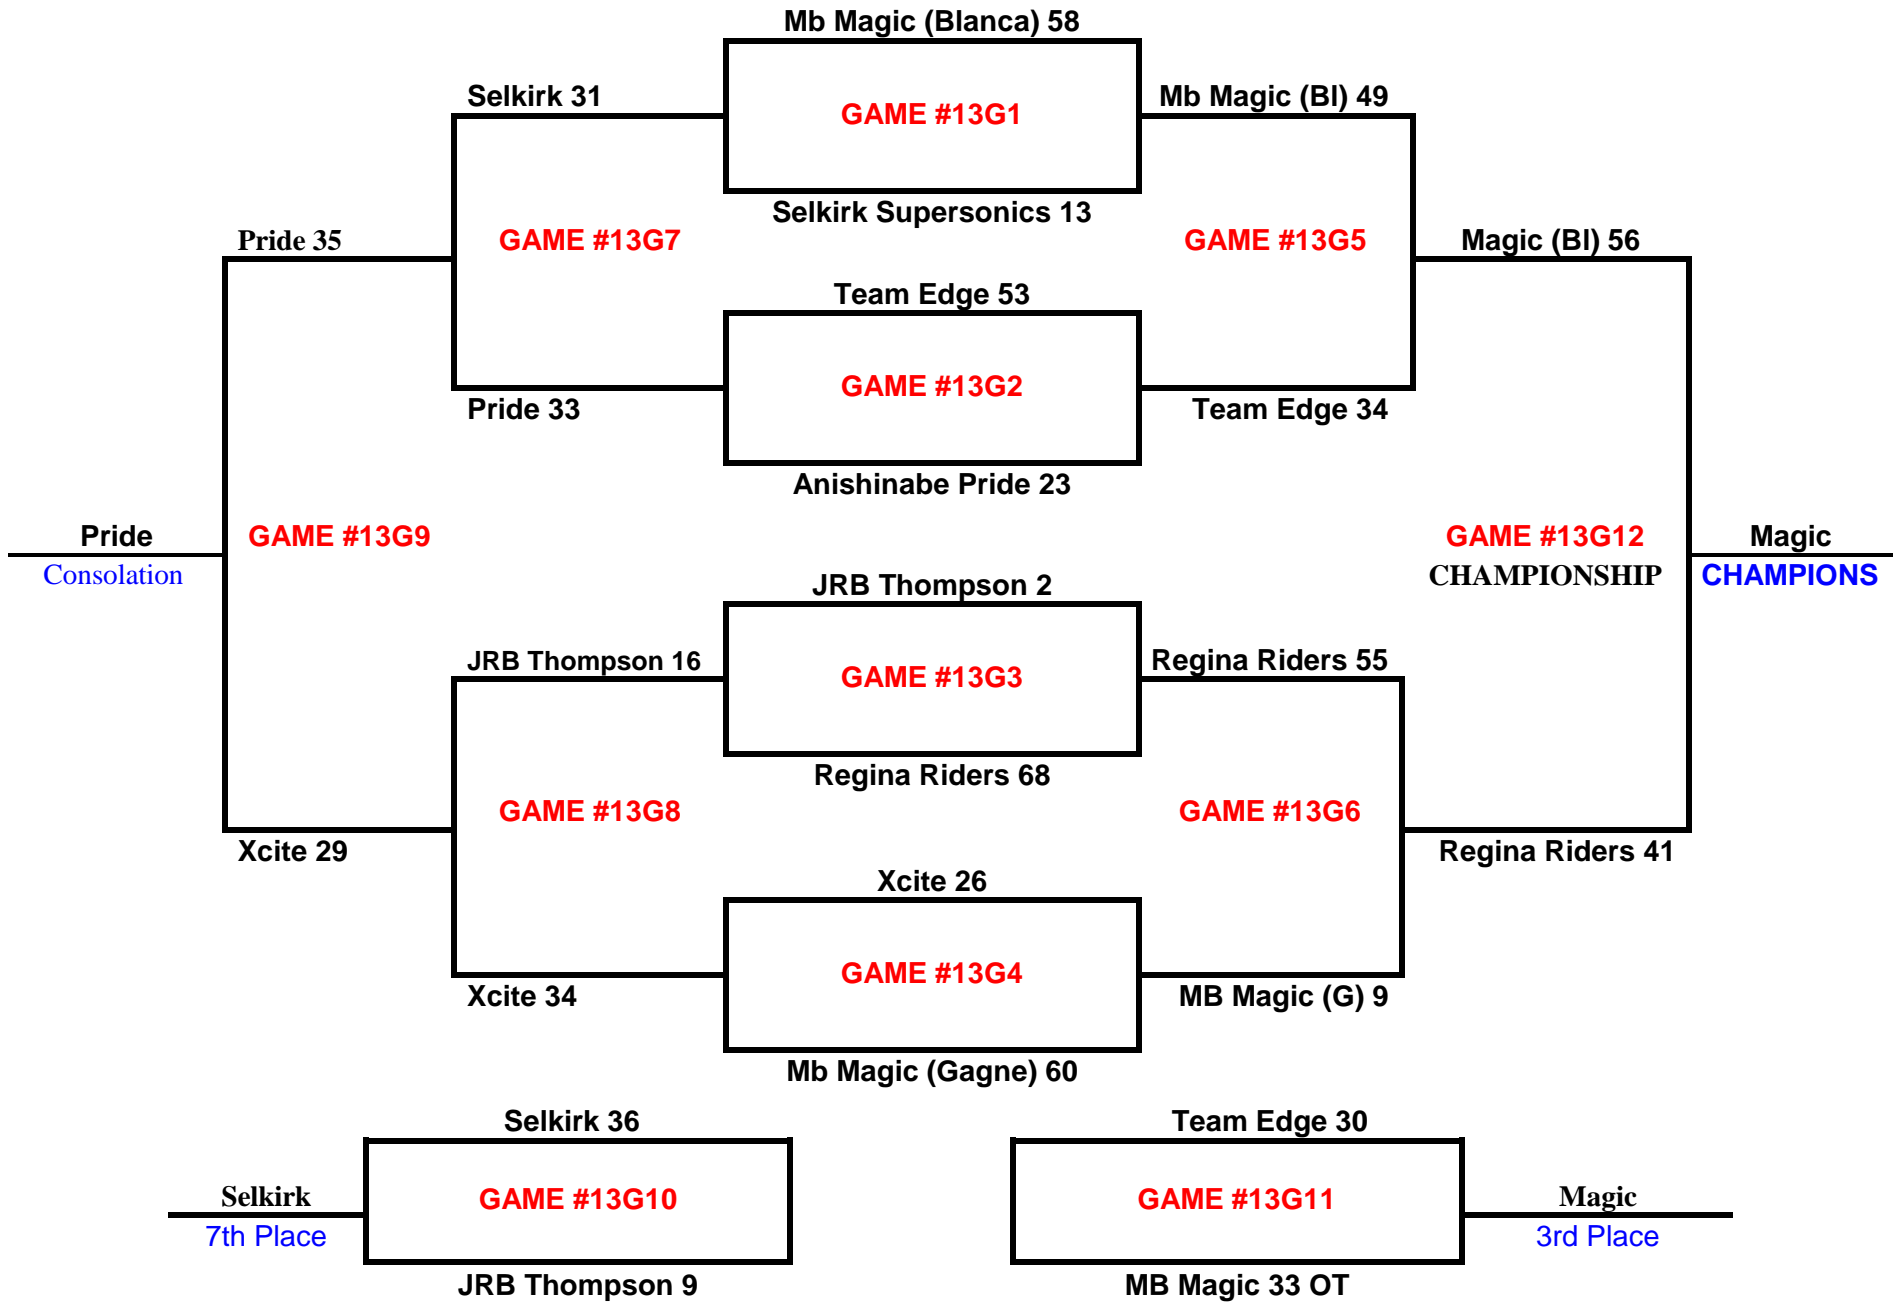 Mb Magic (Blanca) 58
Selkirk 31
GAME #13G1
Mb Magic (Bl) 49
Selkirk Supersonics 13
Pride 35
GAME #13G7
GAME #13G5
Magic (Bl) 56
Team Edge 53
GAME #13G2
Pride 33
Team Edge 34
Anishinabe Pride 23
Pride
GAME #13G9
GAME #13G12
Magic
Consolation
CHAMPIONSHIP
CHAMPIONS
JRB Thompson 2
JRB Thompson 16
GAME #13G3
Regina Riders 55
Regina Riders 68
GAME #13G8
GAME #13G6
Xcite 29
Regina Riders 41
Xcite 26
GAME #13G4
Xcite 34
MB Magic (G) 9
Mb Magic (Gagne) 60
Selkirk 36
Team Edge 30
Selkirk
GAME #13G10
GAME #13G11
Magic
7th Place
3rd Place
JRB Thompson 9
MB Magic 33 OT